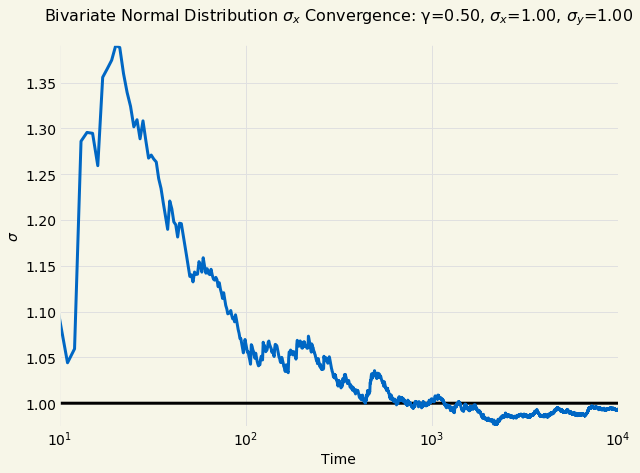 Bivariate Normal Distribution σₓ Convergence: γ=0.50, σₓ=1.00, σᵧ=1.00
1.35
1.30
1.25
1.20
1.15
1.10
1.05
1.00
σ
10¹ 10² 10³ 10⁴
Time